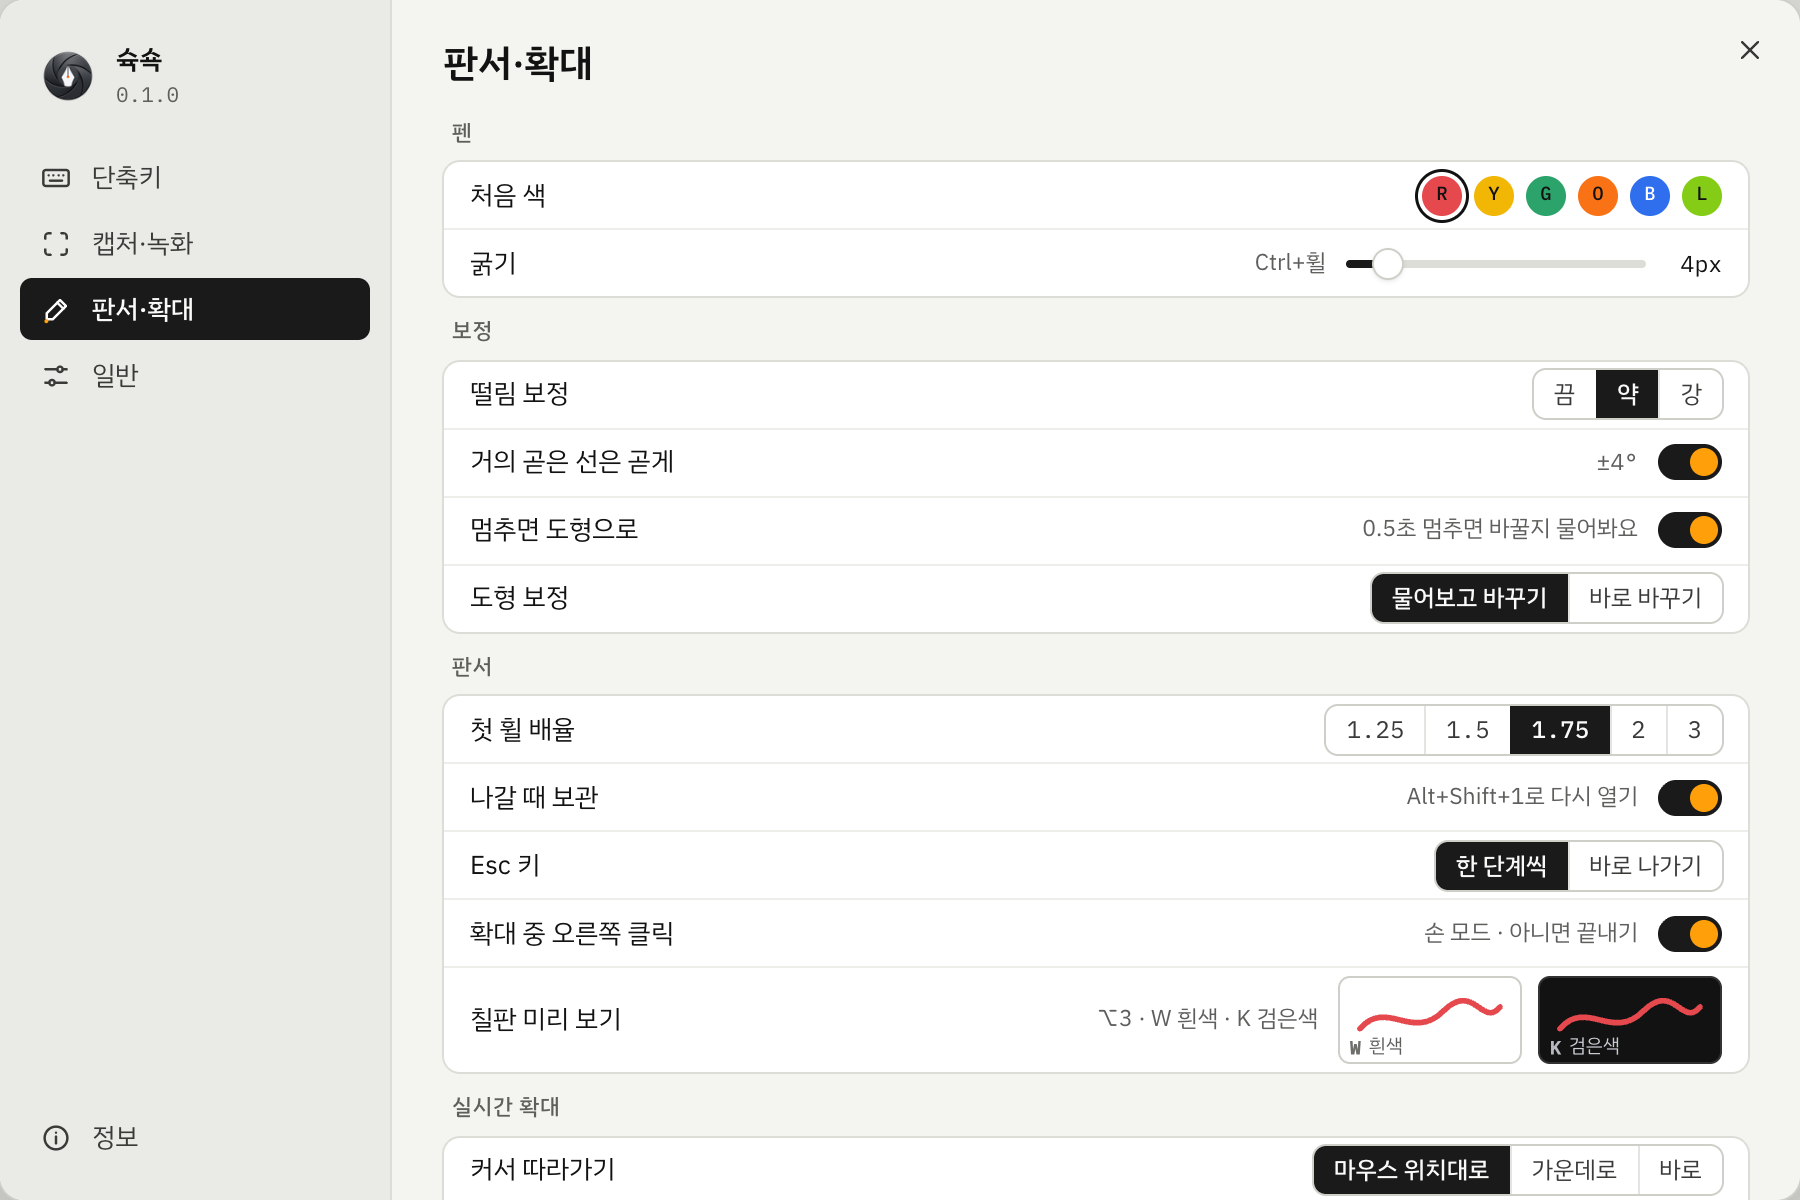 슉숔
0.1.0
단축키
캡처·녹화
판서·확대
일반
정보
판서·확대
펜
처음 색
R Y G O B L
굵기 Ctrl+휠 4px
보정
떨림 보정 끔 약 강
거의 곧은 선은 곧게 ±4°
멈추면 도형으로 0.5초 멈추면 바꿀지 물어봐요
도형 보정 물어보고 바꾸기 바로 바꾸기
판서
첫 휠 배율 1.25 1.5 1.75 2 3
나갈 때 보관 Alt+Shift+1로 다시 열기
Esc 키 한 단계씩 바로 나가기
확대 중 오른쪽 클릭 손 모드 · 아니면 끝내기
칠판 미리 보기 ⌥3 · W 흰색 · K 검은색
W 흰색
K 검은색
실시간 확대
커서 따라가기 마우스 위치대로 가운데로 바로